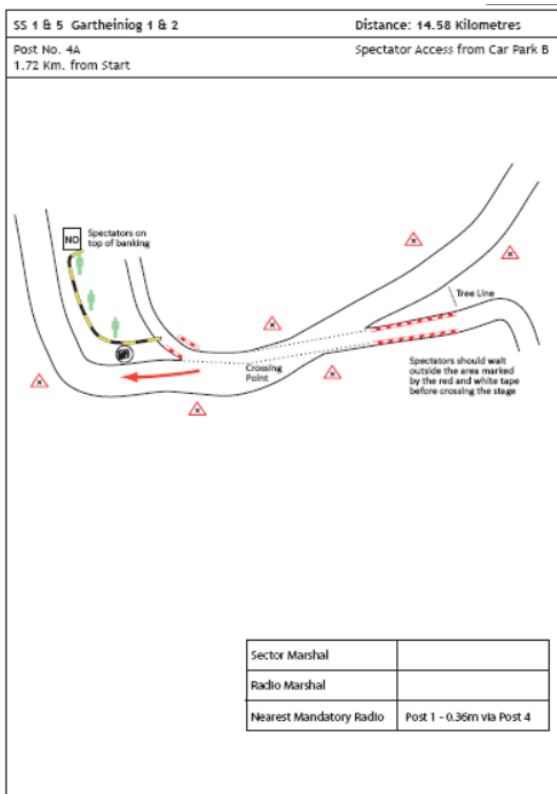 SS 1 & 5 Gartheiniog 1 & 2
Distance: 14.58 Kilometres
Post No. 4A
1.72 Km. from Start
Spectator Access from Car Park B
NO
Spectators on
top of banking
Tree Line
Crossing
Point
Spectators should wait
outside the area marked
by the red and white tape
before crossing the stage
Sector Marshal
Radio Marshal
Nearest Mandatory Radio
Post 1 - 0.36m via Post 4